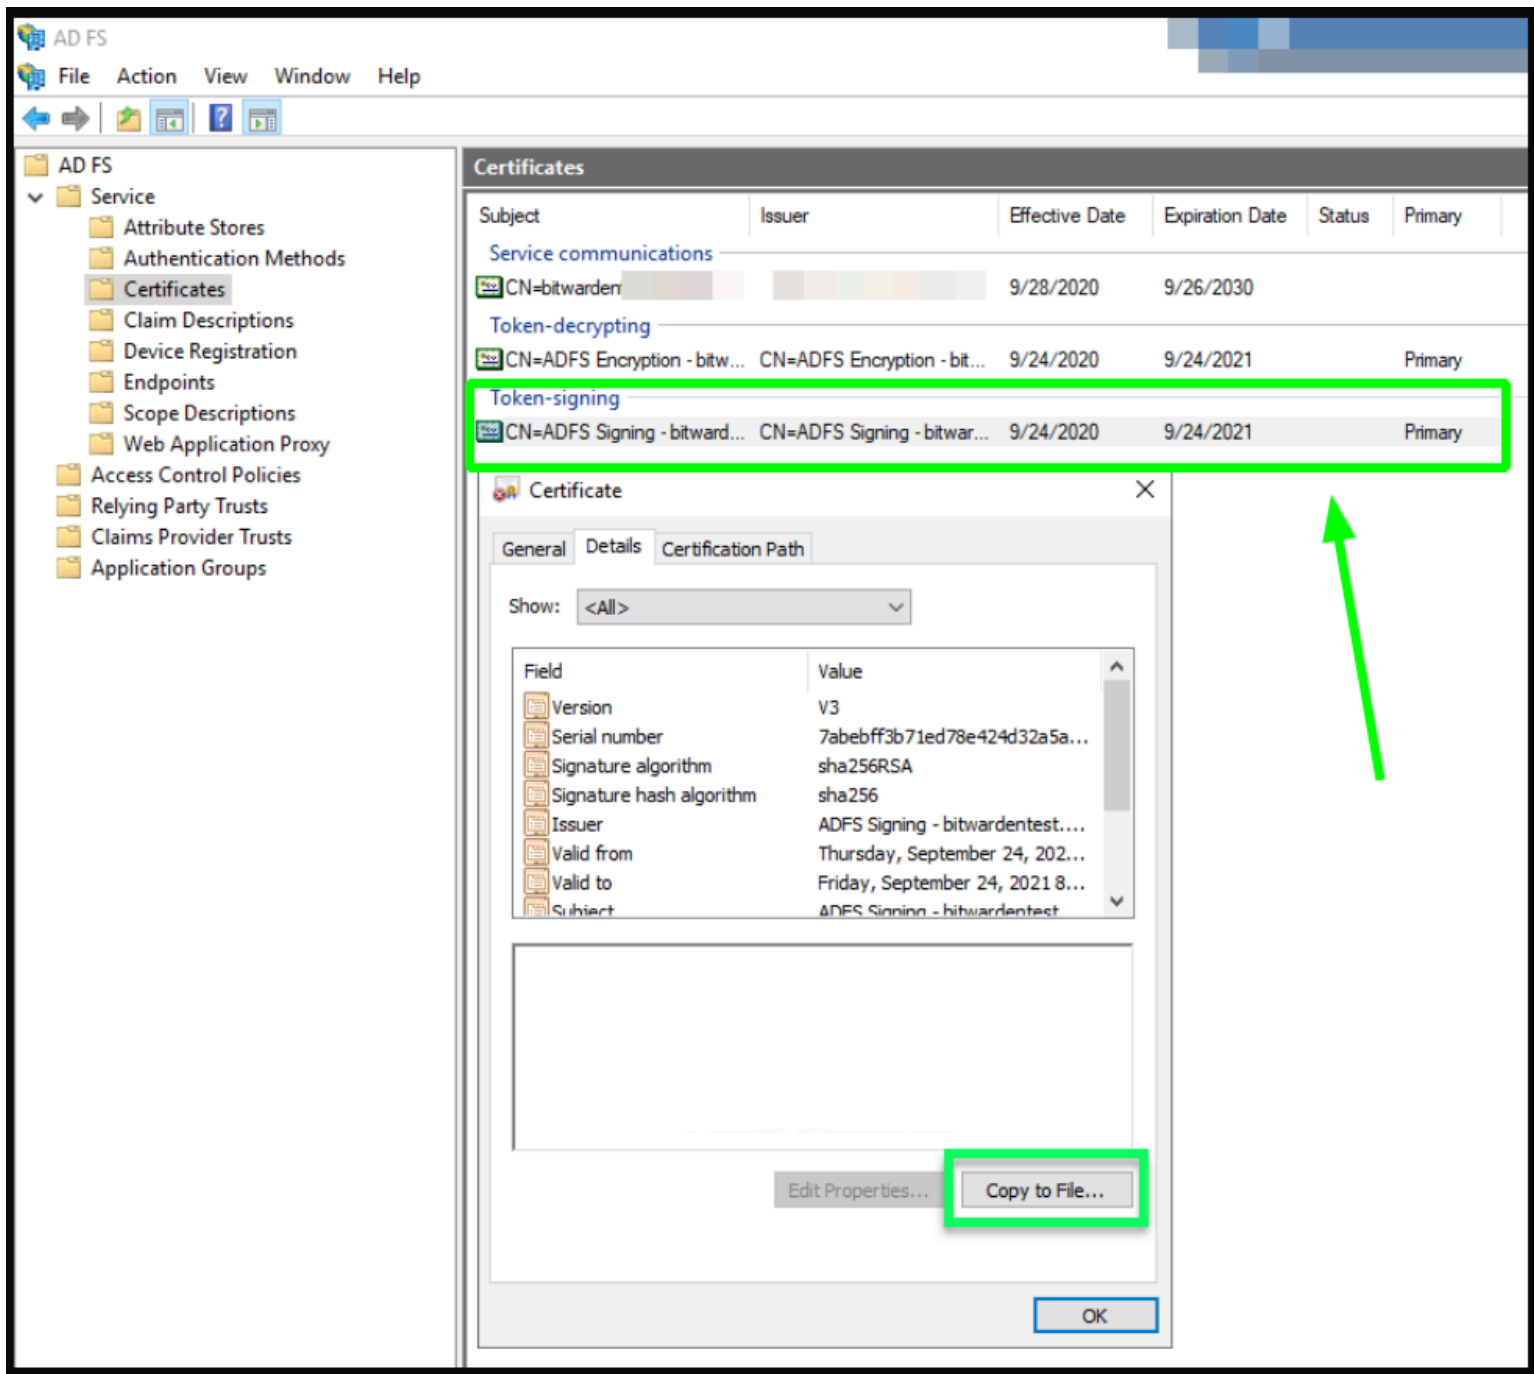 AD FS
File Action View Window Help
AD FS
Service
Attribute Stores
Authentication Methods
Certificates
Claim Descriptions
Device Registration
Endpoints
Scope Descriptions
Web Application Proxy
Access Control Policies
Relying Party Trusts
Claims Provider Trusts
Application Groups
Certificates
Subject Issuer Effective Date Expiration Date Status Primary
Service communications
CN=bitwarden 9/28/2020 9/26/2030
Token-decrypting
CN=ADFS Encryption - bitw... CN=ADFS Encryption - bit... 9/24/2020 9/24/2021 Primary
Token-signing
CN=ADFS Signing - bitward... CN=ADFS Signing - bitwar... 9/24/2020 9/24/2021 Primary
Certificate
General Details Certification Path
Show: <All>
Field Value
Version V3
Serial number 7abebff3b71ed78e424d32a5a...
Signature algorithm sha256RSA
Signature hash algorithm sha256
Issuer ADFS Signing - bitwardentest....
Valid from Thursday, September 24, 202...
Valid to Friday, September 24, 2021 8...
Subject ADFS Signing - bitwardentest
Edit Properties... Copy to File...
OK